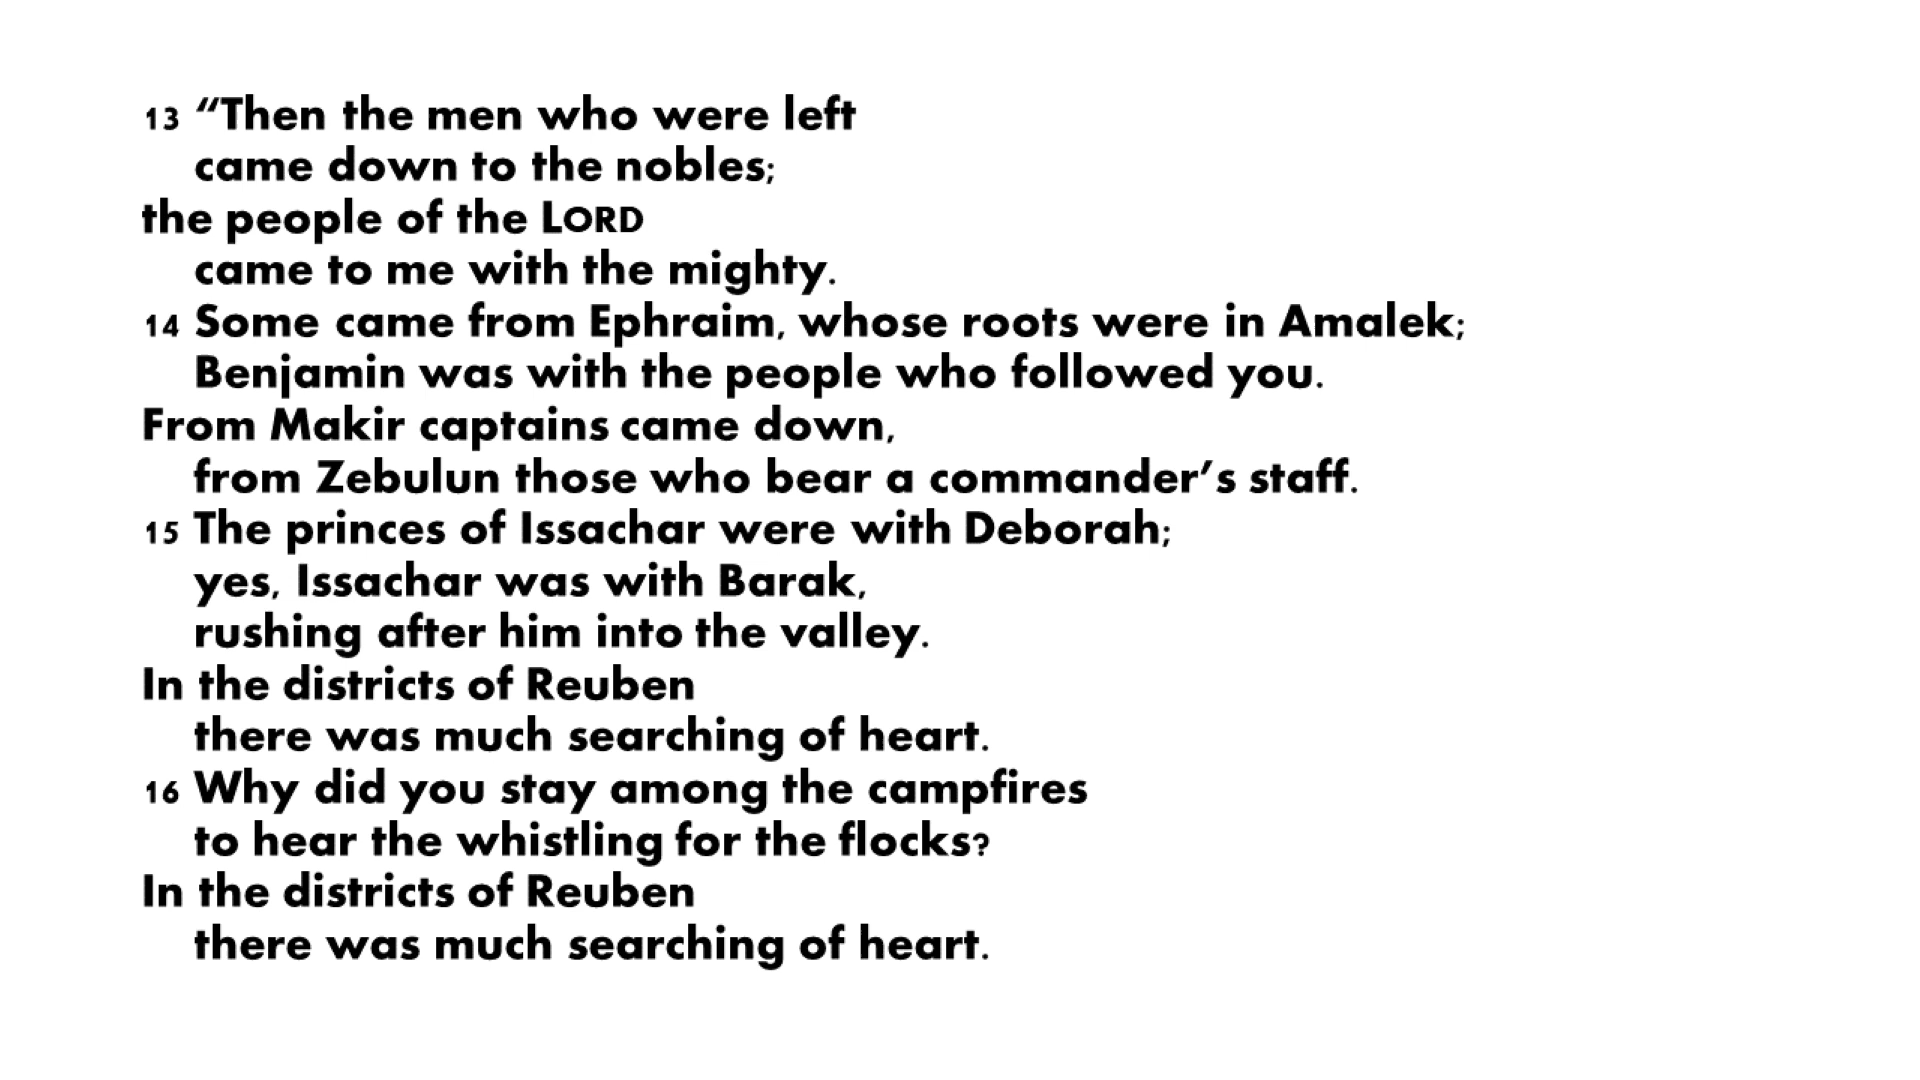 13 “Then the men who were left
came down to the nobles;
the people of the LORD
came to me with the mighty.
14 Some came from Ephraim, whose roots were in Amalek;
Benjamin was with the people who followed you.
From Makir captains came down,
from Zebulun those who bear a commander’s staff.
15 The princes of Issachar were with Deborah;
yes, Issachar was with Barak,
rushing after him into the valley.
In the districts of Reuben
there was much searching of heart.
16 Why did you stay among the campfires
to hear the whistling for the flocks?
In the districts of Reuben
there was much searching of heart.